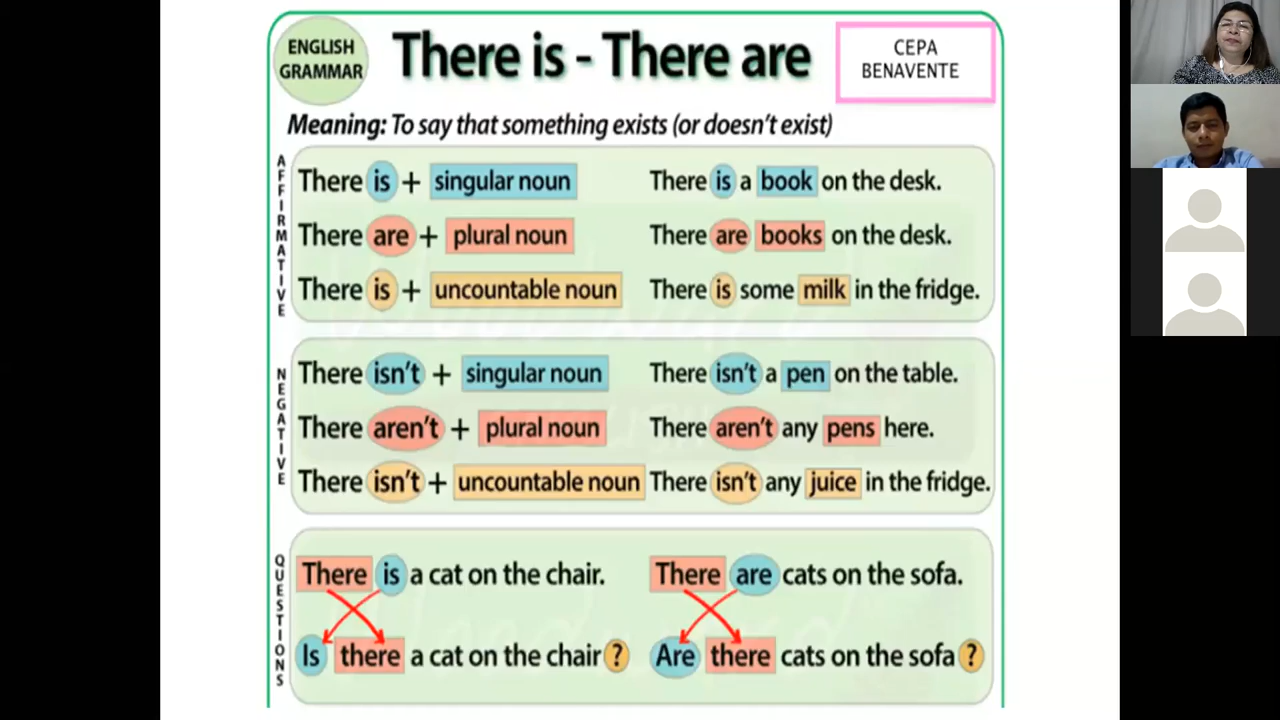 ENGLISH
GRAMMAR
There is - There are
CEPA
BENAVENTE
Meaning: To say that something exists (or doesn't exist)
AFFIRMATIVE
There is + singular noun There is a book on the desk.
There are + plural noun There are books on the desk.
There is + uncountable noun There is some milk in the fridge.
NEGATIVE
There isn't + singular noun There isn't a pen on the table.
There aren't + plural noun There aren't any pens here.
There isn't + uncountable noun There isn't any juice in the fridge.
QUESTIONS
There is a cat on the chair. There are cats on the sofa.
Is there a cat on the chair ? Are there cats on the sofa ?